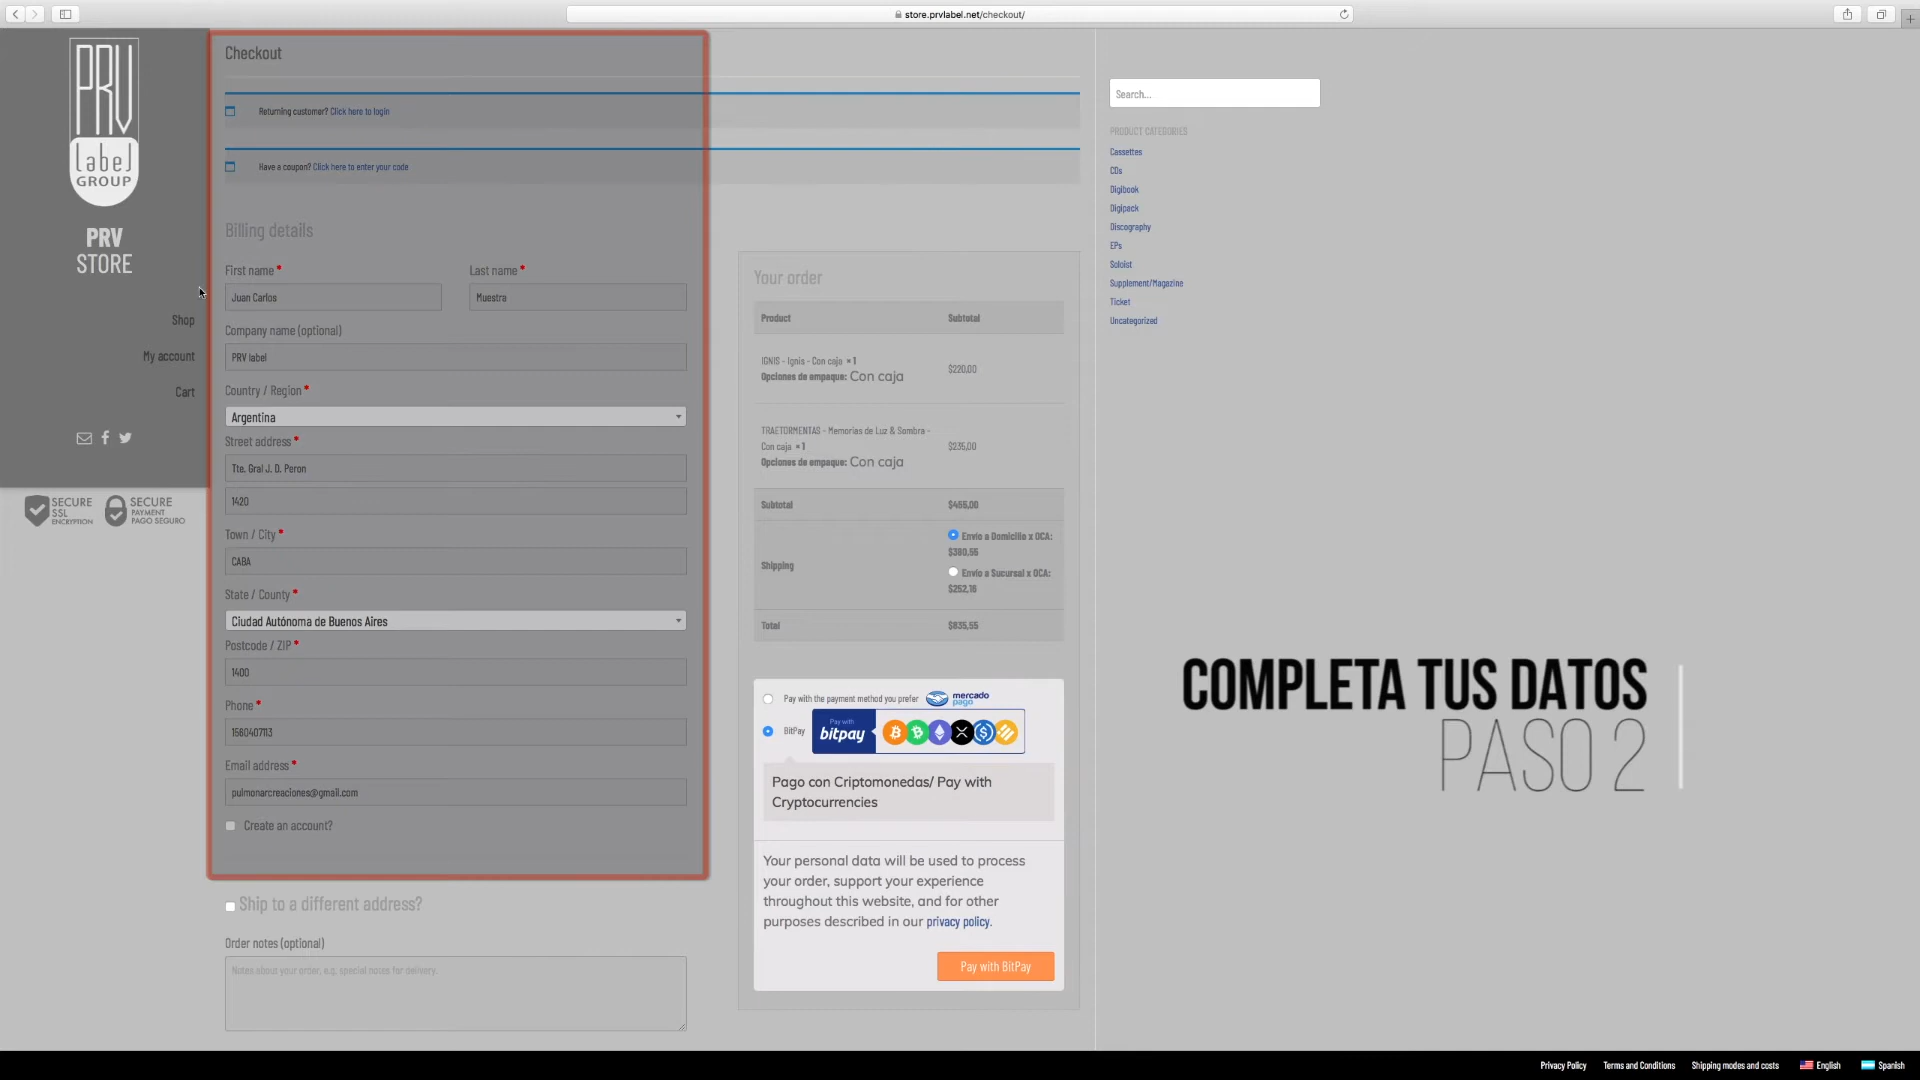 store.prvlabel.net/checkout/
PRV
label
GROUP
PRV
STORE
Shop
My account
Cart
SECURE
SSL
ENCRYPTION
SECURE
PAYMENT
PAGO SEGURO
Checkout
Returning customer? Click here to login
Have a coupon? Click here to enter your code
Billing details
First name *
Last name *
Juan Carlos
Muestra
Company name (optional)
PRV label
Country / Region *
Argentina
Street address *
Tte. Gral J. D. Peron
1420
Town / City *
CABA
State / County *
Ciudad Autónoma de Buenos Aires
Postcode / ZIP *
1400
Phone *
1560407113
Email address *
pulmonarcreaciones@gmail.com
Create an account?
Ship to a different address?
Order notes (optional)
Notes about your order, e.g. special notes for delivery.
Your order
Product
Subtotal
IGNIS - Ignis - Con caja × 1
Opciones de empaque: Con caja
$220,00
TRAETORMENTAS - Memorias de Luz & Sombra -
Con caja × 1
Opciones de empaque: Con caja
$235,00
Subtotal
$455,00
Shipping
Envío a Domicilio x OCA:
$380,55
Envío a Sucursal x OCA:
$252,16
Total
$835,55
Pay with the payment method you prefer
mercado
pago
BitPay
Pay with
bitpay
Pago con Criptomonedas/ Pay with
Cryptocurrencies
Your personal data will be used to process
your order, support your experience
throughout this website, and for other
purposes described in our privacy policy.
Pay with BitPay
Search...
PRODUCT CATEGORIES
Cassettes
CDs
Digibook
Digipack
Discography
EPs
Soloist
Supplement/Magazine
Ticket
Uncategorized
COMPLETA TUS DATOS
PASO 2
Privacy Policy
Terms and Conditions
Shipping modes and costs
English
Spanish